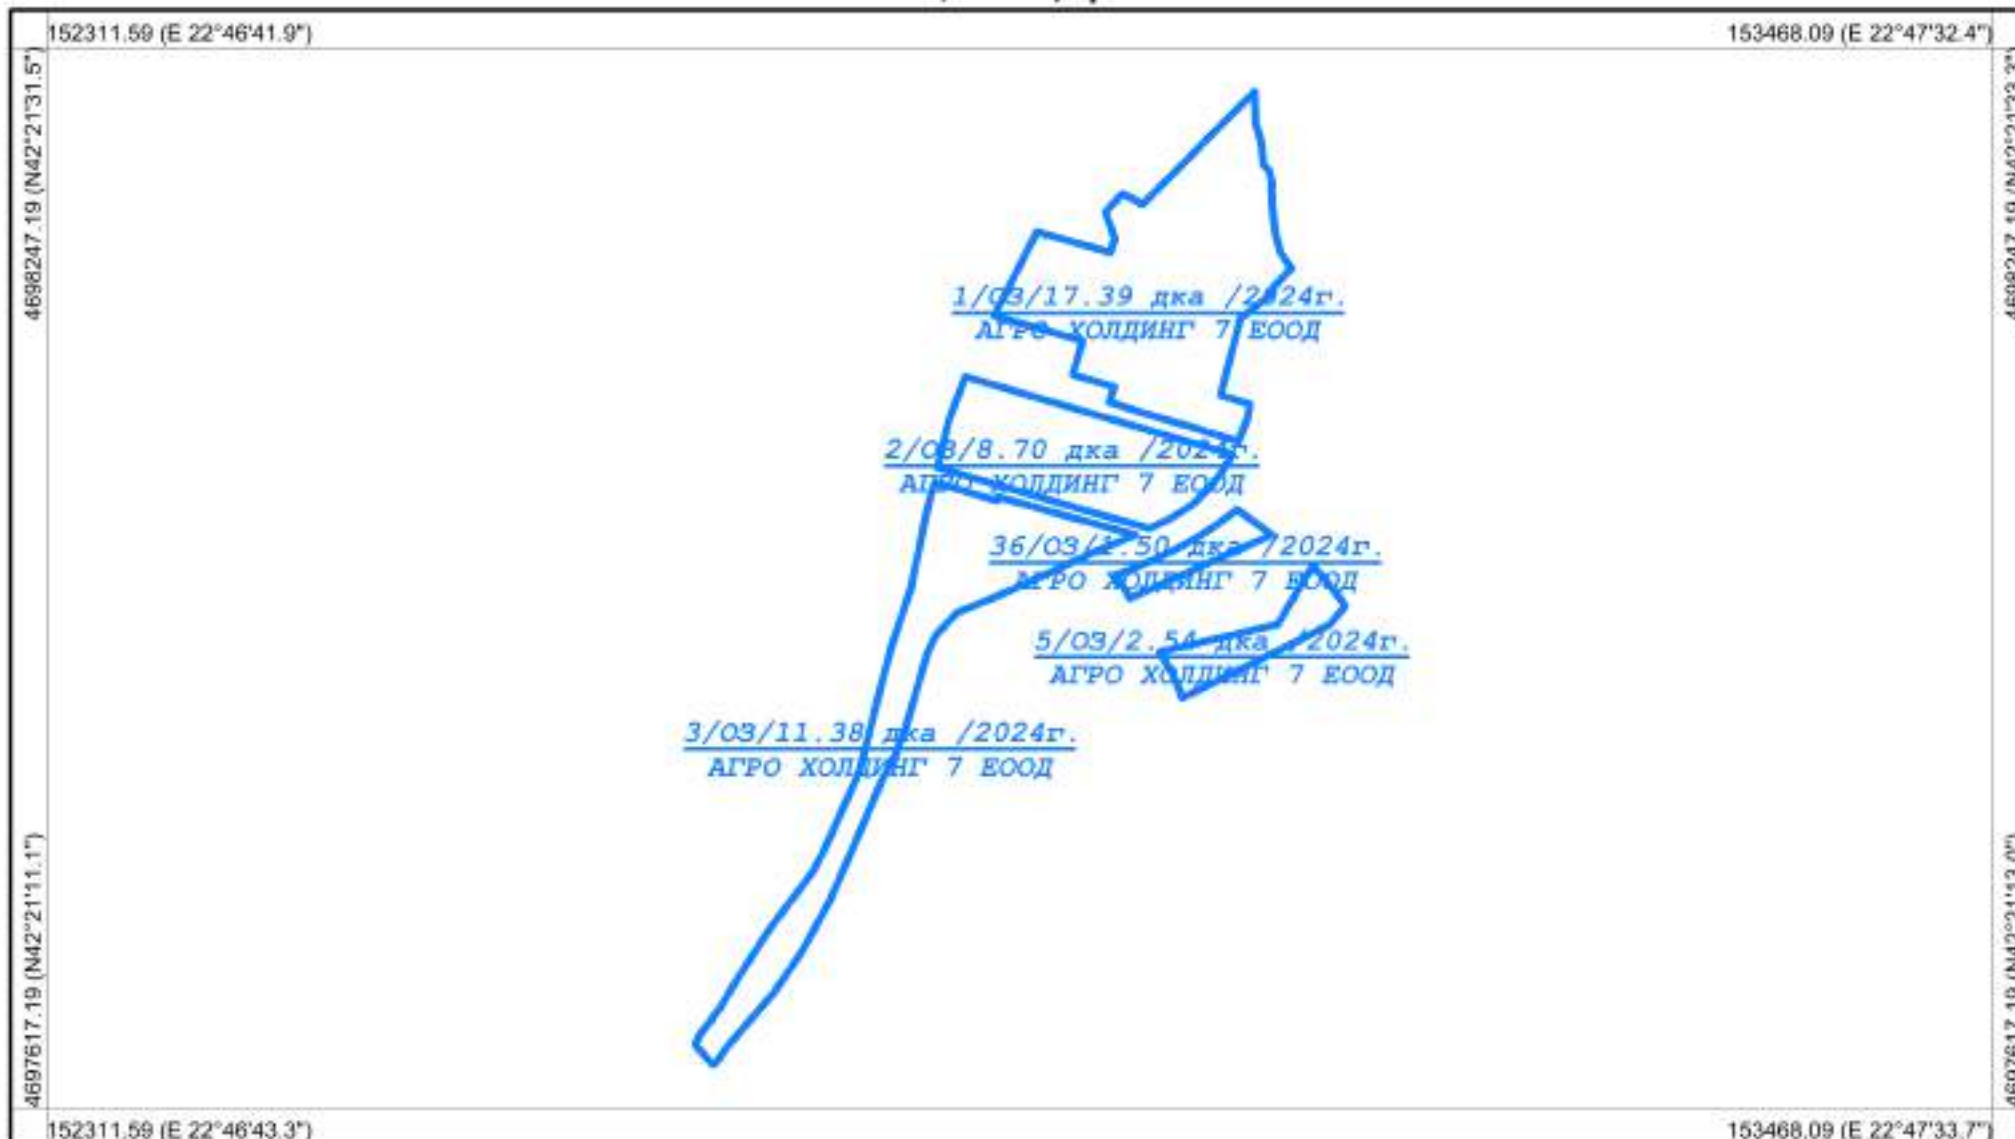 152311.59 (E 22°46'41.9")
153468.09 (E 22°47'32.4")
4698247.19 (N42°21'31.5")
1/ОЗ/17.39 дка /2024г.
АГРО ХОЛДИНГ 7 ЕООД
2/ОЗ/8.70 дка /2024г.
АГРО ХОЛДИНГ 7 ЕООД
36/ОЗ/1.50 дка /2024г.
АГРО ХОЛДИНГ 7 ЕООД
5/ОЗ/2.54 дка /2024г.
АГРО ХОЛДИНГ 7 ЕООД
3/ОЗ/11.38 дка /2024г.
АГРО ХОЛДИНГ 7 ЕООД
4697617.19 (N42°21'11.1")
152311.59 (E 22°46'43.3")
153468.09 (E 22°47'33.7")